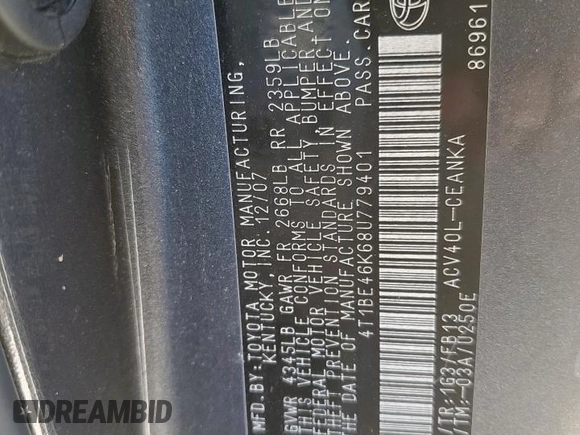 MFD.BY:TOYOTA MOTOR MANUFACTURING,
KENTUCKY, INC. 12/07
GVWR 4345LB GAWR FR 2668LB RR 2359LB
THIS VEHICLE CONFORMS TO ALL APPLICABLE
FEDERAL MOTOR VEHICLE SAFETY, BUMPER AND
THEFT PREVENTION STANDARDS IN EFFECT ON
THE DATE OF MANUFACTURE SHOWN ABOVE.
4T1BE46K68U779401 PASS.CAR
/TR:1G3/FB13 ACV40L-CEANKA
/TM:-03A/U250E 86961
DREAMBID